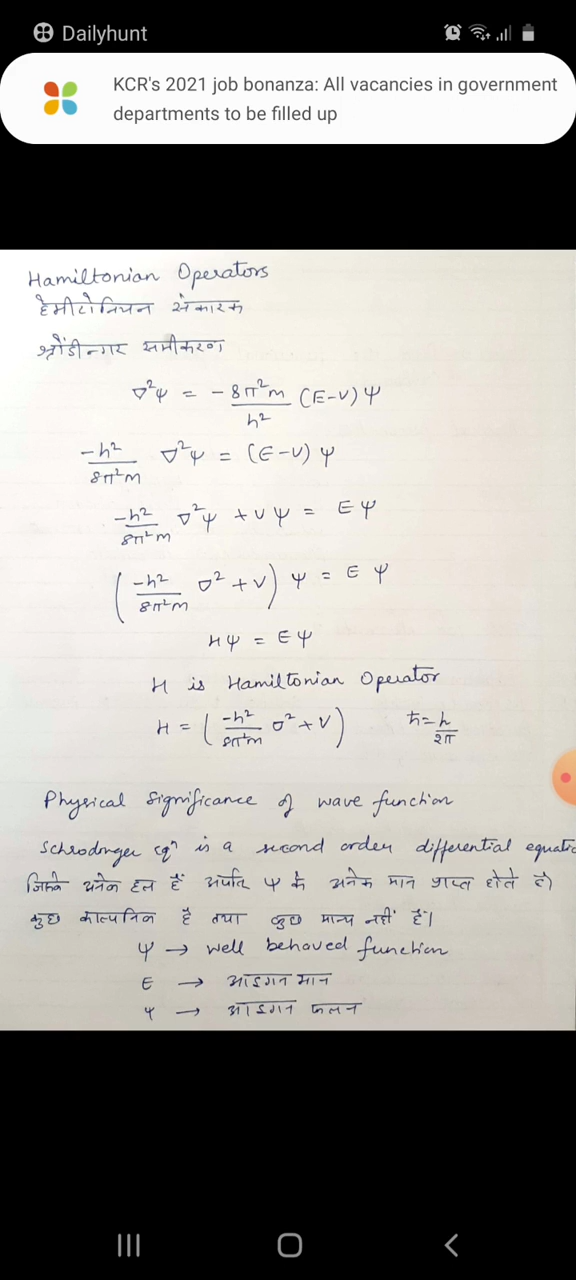 Dailyhunt
KCR's 2021 job bonanza: All vacancies in government
departments to be filled up
Hamiltonian Operators
हेमील्टोनियन संकारक
श्रोंडीन्गर समीकरण
∇²ψ = -8π²m/h² (E-V) ψ
-h²/8π²m ∇²ψ = (E-V) ψ
-h²/8π²m ∇²ψ + Vψ = Eψ
(-h²/8π²m ∇² + V) ψ = E ψ
Hψ = Eψ
H is Hamiltonian Operator
H = (-h²/8π²m ∇² + V) ħ = h/2π
Physical Significance of wave function
Schrodinger eqⁿ is a second order differential equatio
जिसके अनेक हल हैं अर्थात ψ के अनेक मान प्राप्त होते है।
कुछ काल्पनिक है तथा कुछ मान्य नहीं हैं।
ψ → well behaved function
E → आइगन मान
ψ → आइगन फलन